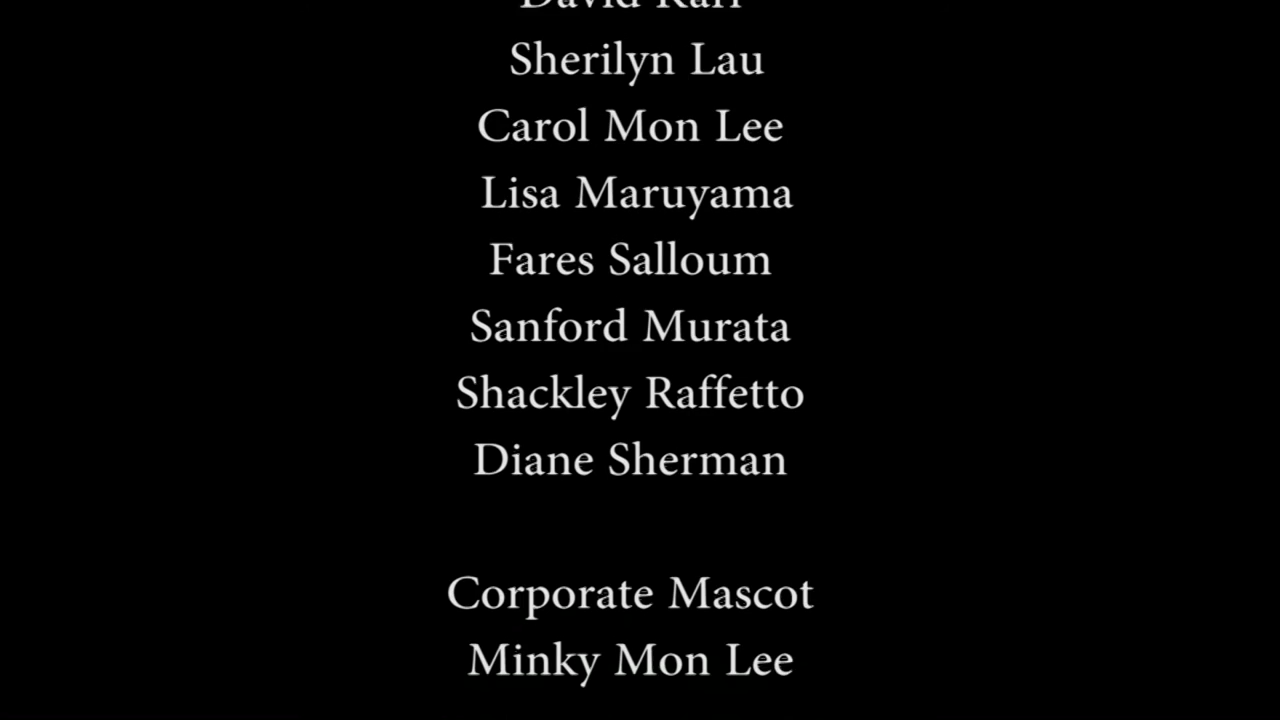 David
Sherilyn Lau
Carol Mon Lee
Lisa Maruyama
Fares Salloum
Sanford Murata
Shackley Raffetto
Diane Sherman
Corporate Mascot
Minky Mon Lee